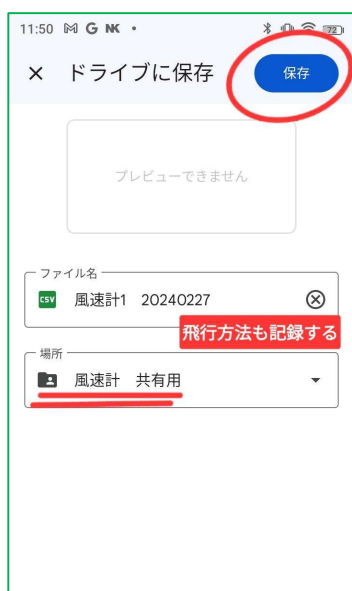 11:50 M G NK • 72
× ドライブに保存 保存
プレビューできません
ファイル名
CSV 風速計1 20240227
飛行方法も記録する
場所
風速計 共有用